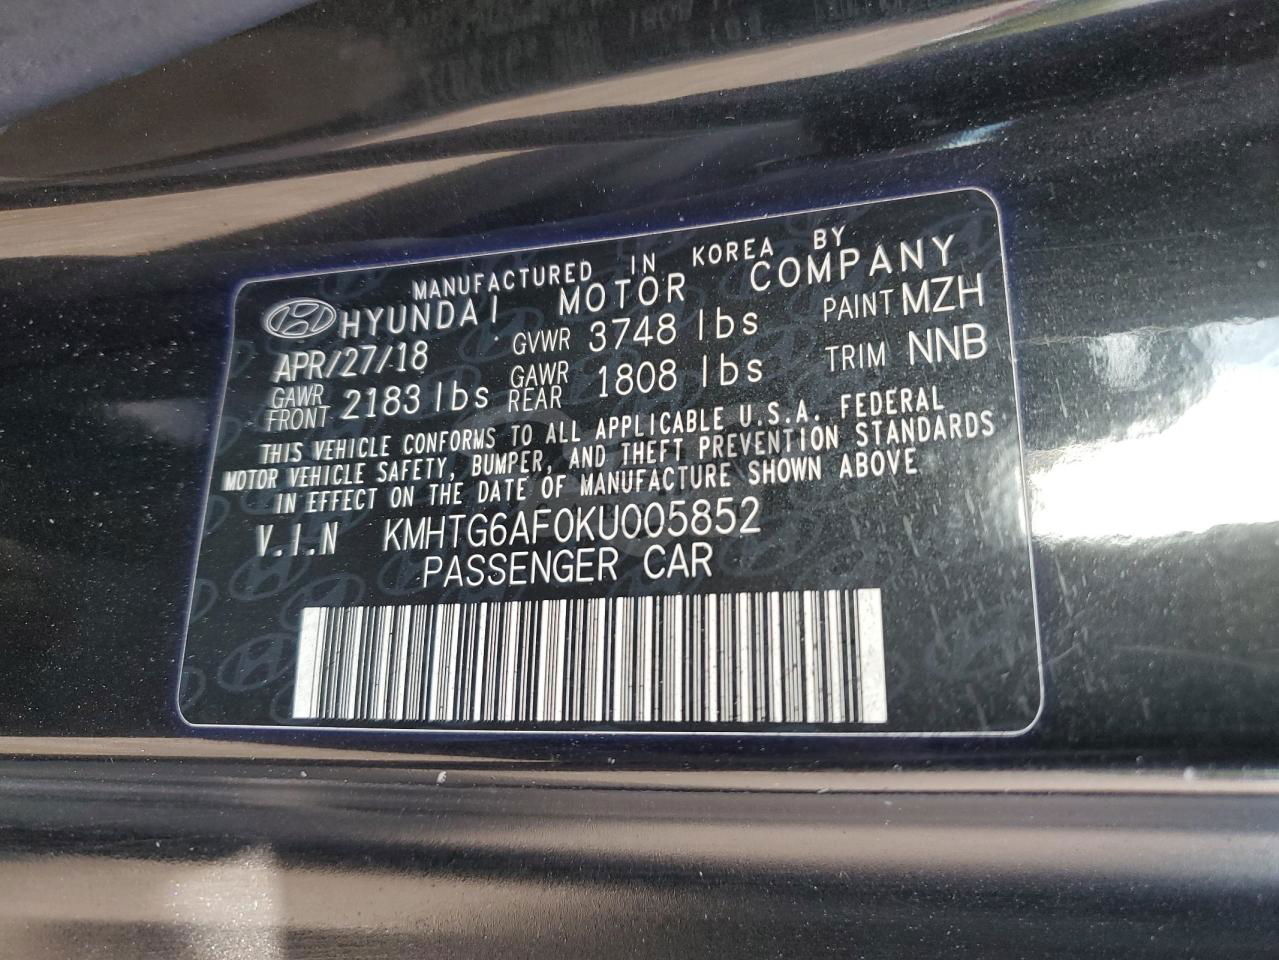 MANUFACTURED IN KOREA BY
HYUNDAI MOTOR COMPANY
APR/27/18 GVWR 3748 lbs PAINT MZH
GAWR FRONT 2183 lbs GAWR REAR 1808 lbs TRIM NNB
THIS VEHICLE CONFORMS TO ALL APPLICABLE U.S.A. FEDERAL
MOTOR VEHICLE SAFETY, BUMPER, AND THEFT PREVENTION STANDARDS
IN EFFECT ON THE DATE OF MANUFACTURE SHOWN ABOVE
V.I.N KMHTG6AF0KU005852
PASSENGER CAR